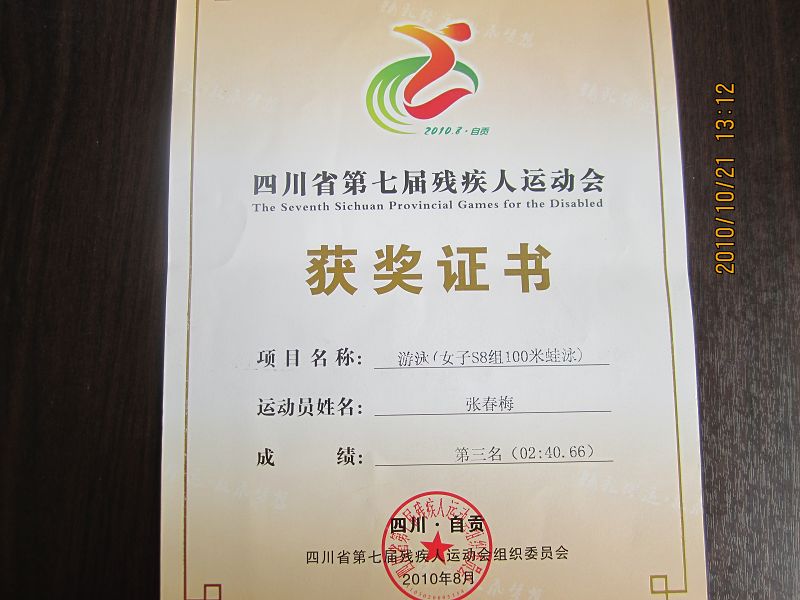 2010.8·自贡
四川省第七届残疾人运动会
The Seventh Sichuan Provincial Games for the Disabled
获奖证书
项目名称: 游泳(女子S8组100米蛙泳)
运动员姓名: 张春梅
成 绩: 第三名(02:40.66)
四川·自贡
四川省第七届残疾人运动会组织委员会
2010年8月
2010/10/21 13:12